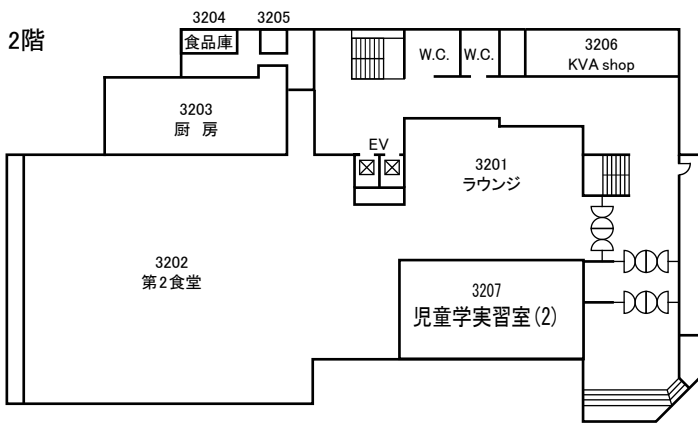 2階
3204
食品庫
3205
W.C.
W.C.
3206
KVA shop
3203
厨 房
EV
3201
ラウンジ
3202
第2食堂
3207
児童学実習室(2)